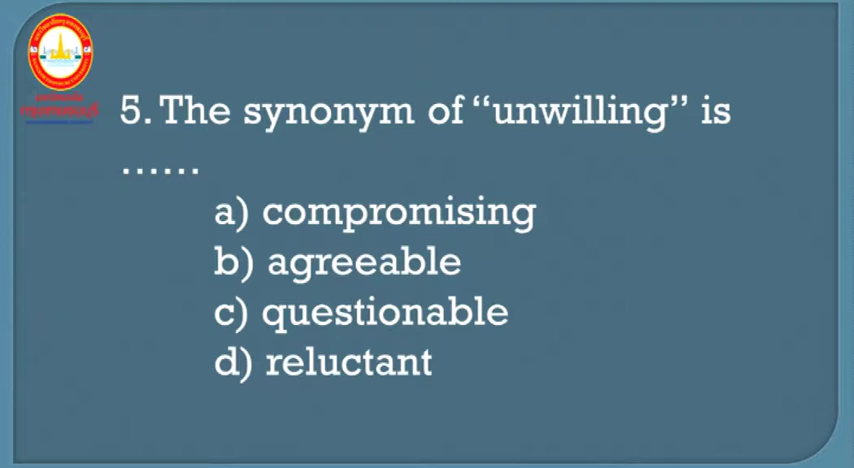 5. The synonym of “unwilling” is
......
a) compromising
b) agreeable
c) questionable
d) reluctant